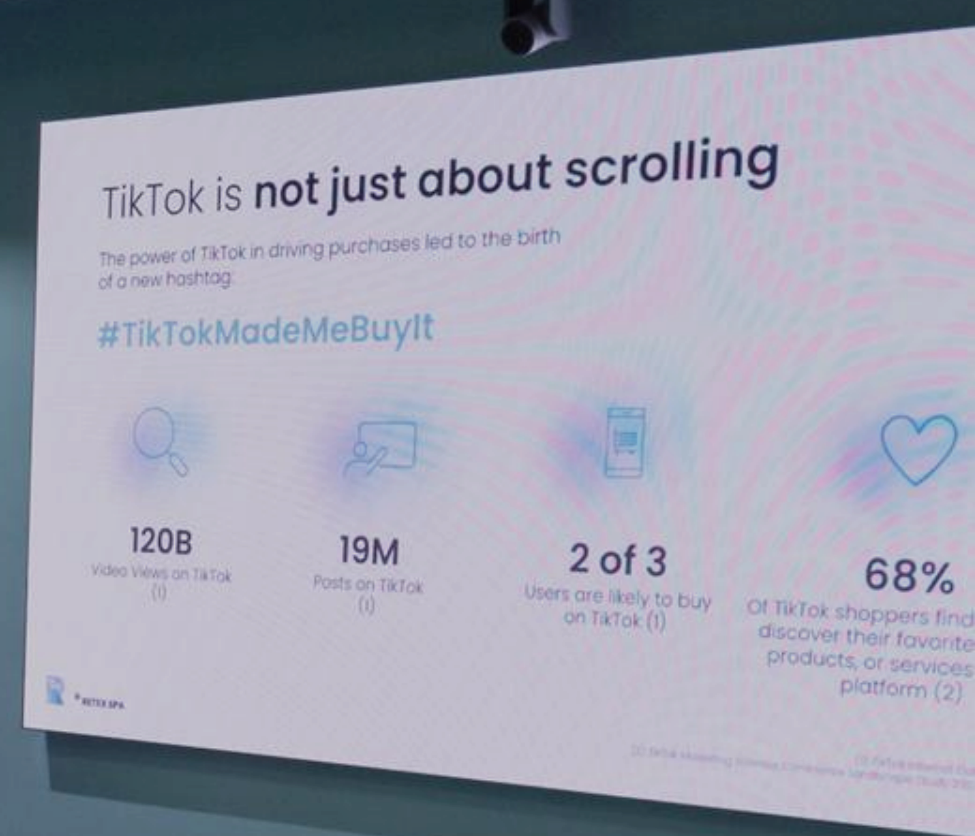 TikTok is not just about scrolling
The power of TikTok in driving purchases led to the birth
of a new hashtag:
#TikTokMadeMeBuyIt
120B
Video Views on TikTok
(1)
19M
Posts on TikTok
(1)
2 of 3
Users are likely to buy
on TikTok (1)
68%
Of TikTok shoppers find
discover their favorite
products, or services
platform (2)
RETEX SPA